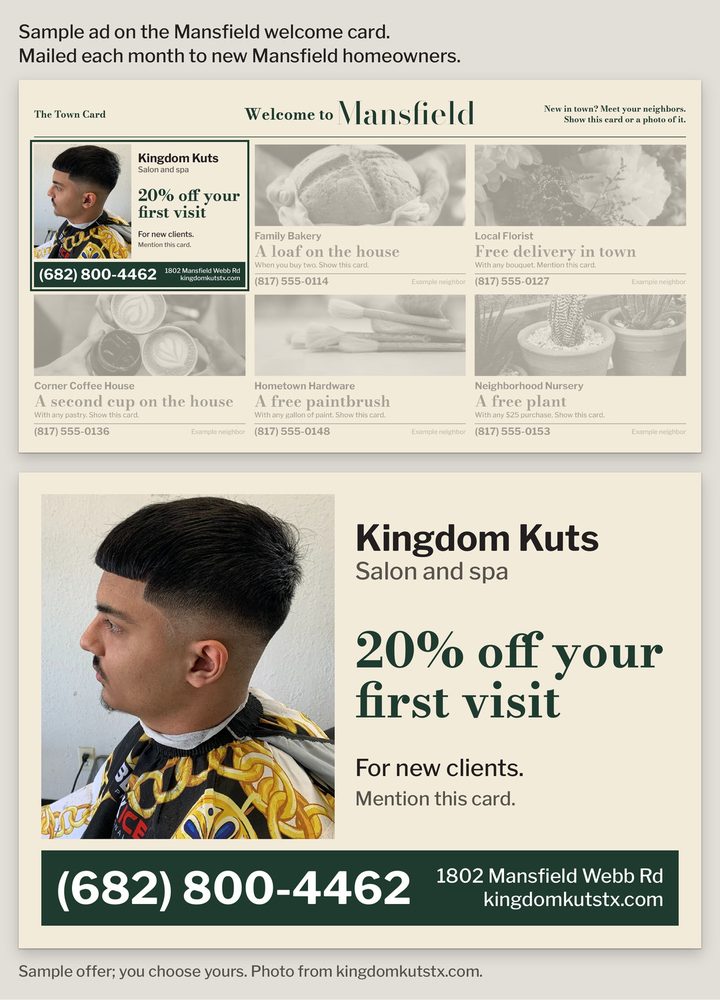 Sample ad on the Mansfield welcome card.
Mailed each month to new Mansfield homeowners.
The Town Card
Welcome to Mansfield
New in town? Meet your neighbors.
Show this card or a photo of it.
Kingdom Kuts
Salon and spa
20% off your
first visit
For new clients.
Mention this card.
(682) 800-4462
1802 Mansfield Webb Rd
kingdomkutstx.com
Family Bakery
A loaf on the house
When you buy two. Show this card.
(817) 555-0114
Example neighbor
Local Florist
Free delivery in town
With any bouquet. Mention this card.
(817) 555-0127
Example neighbor
Corner Coffee House
A second cup on the house
With any pastry. Show this card.
(817) 555-0136
Example neighbor
Hometown Hardware
A free paintbrush
With any gallon of paint. Show this card.
(817) 555-0148
Example neighbor
Neighborhood Nursery
A free plant
With any $25 purchase. Show this card.
(817) 555-0153
Example neighbor
Kingdom Kuts
Salon and spa
20% off your
first visit
For new clients.
Mention this card.
(682) 800-4462
1802 Mansfield Webb Rd
kingdomkutstx.com
Sample offer; you choose yours. Photo from kingdomkutstx.com.